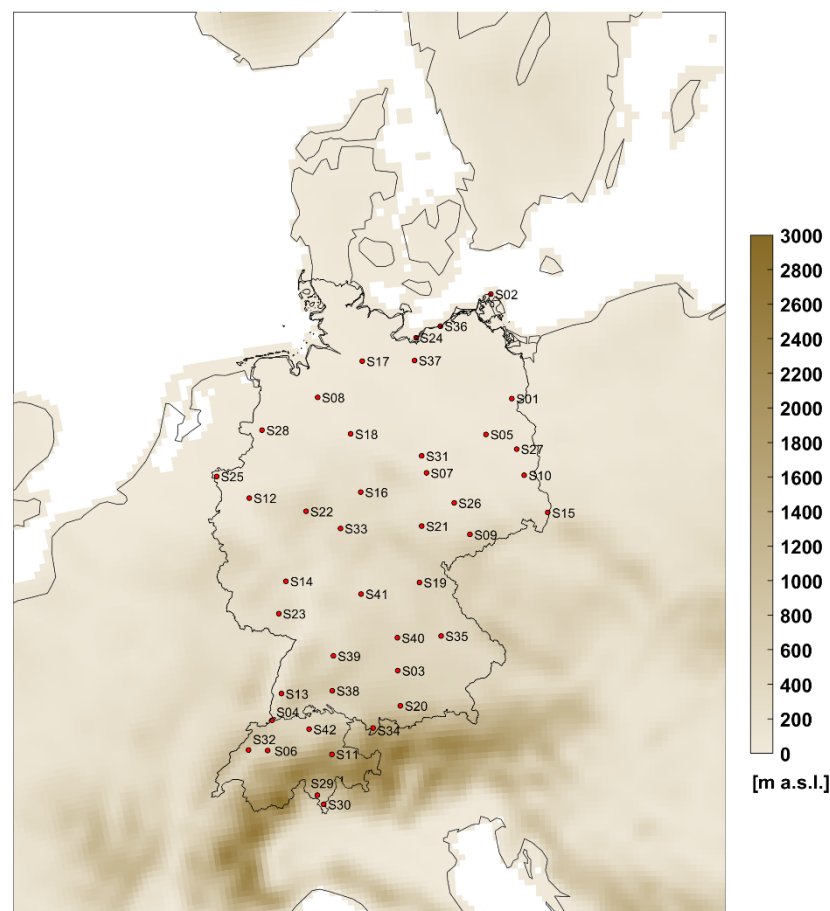 3000
2800
2600
2400
2200
2000
1800
1600
1400
1200
1000
800
600
400
200
0
[m a.s.l.]
S02
S36
S24
S17
S37
S08
S01
S28
S18
S05
S27
S31
S07
S25
S10
S12
S16
S26
S22
S15
S33
S21
S09
S14
S19
S41
S23
S40
S35
S39
S03
S13
S38
S20
S04
S42
S34
S32
S06
S11
S29
S30